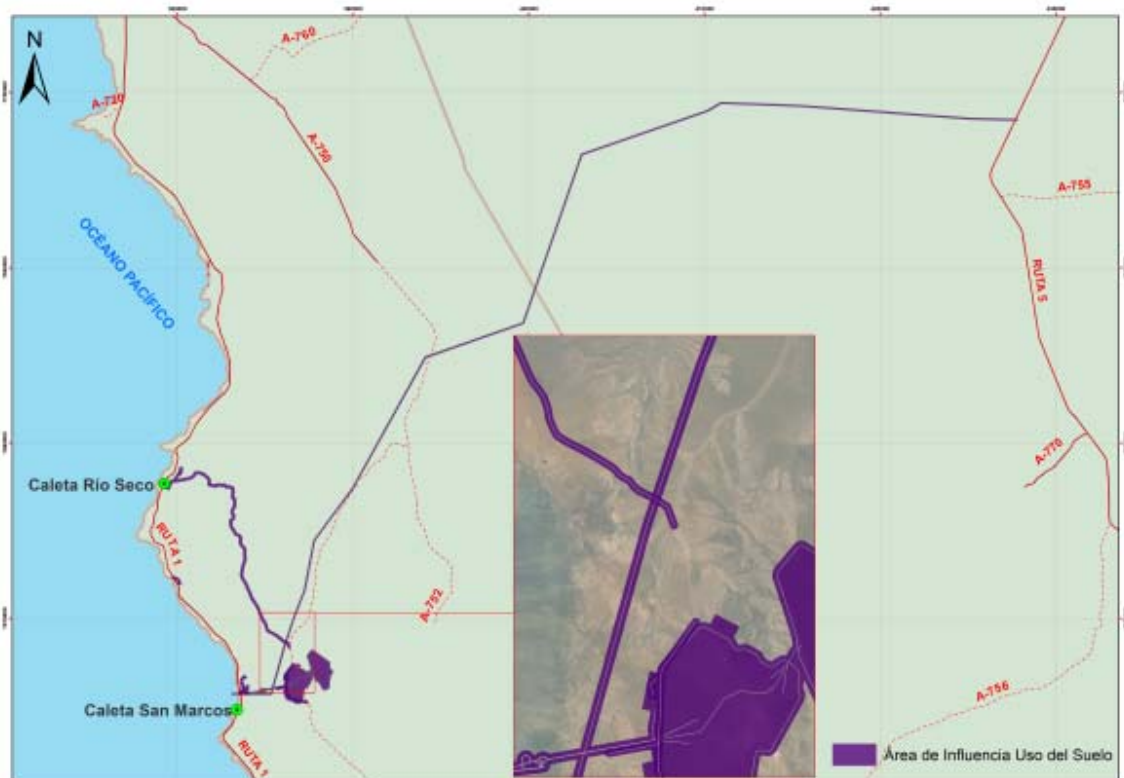 N
A-760
A-720
A-750
A-755
OCÉANO PACÍFICO
RUTA 5
A-770
Caleta Río Seco
RUTA 1
A-752
A-756
Caleta San Marcos
RUTA 1
Área de Influencia Uso del Suelo